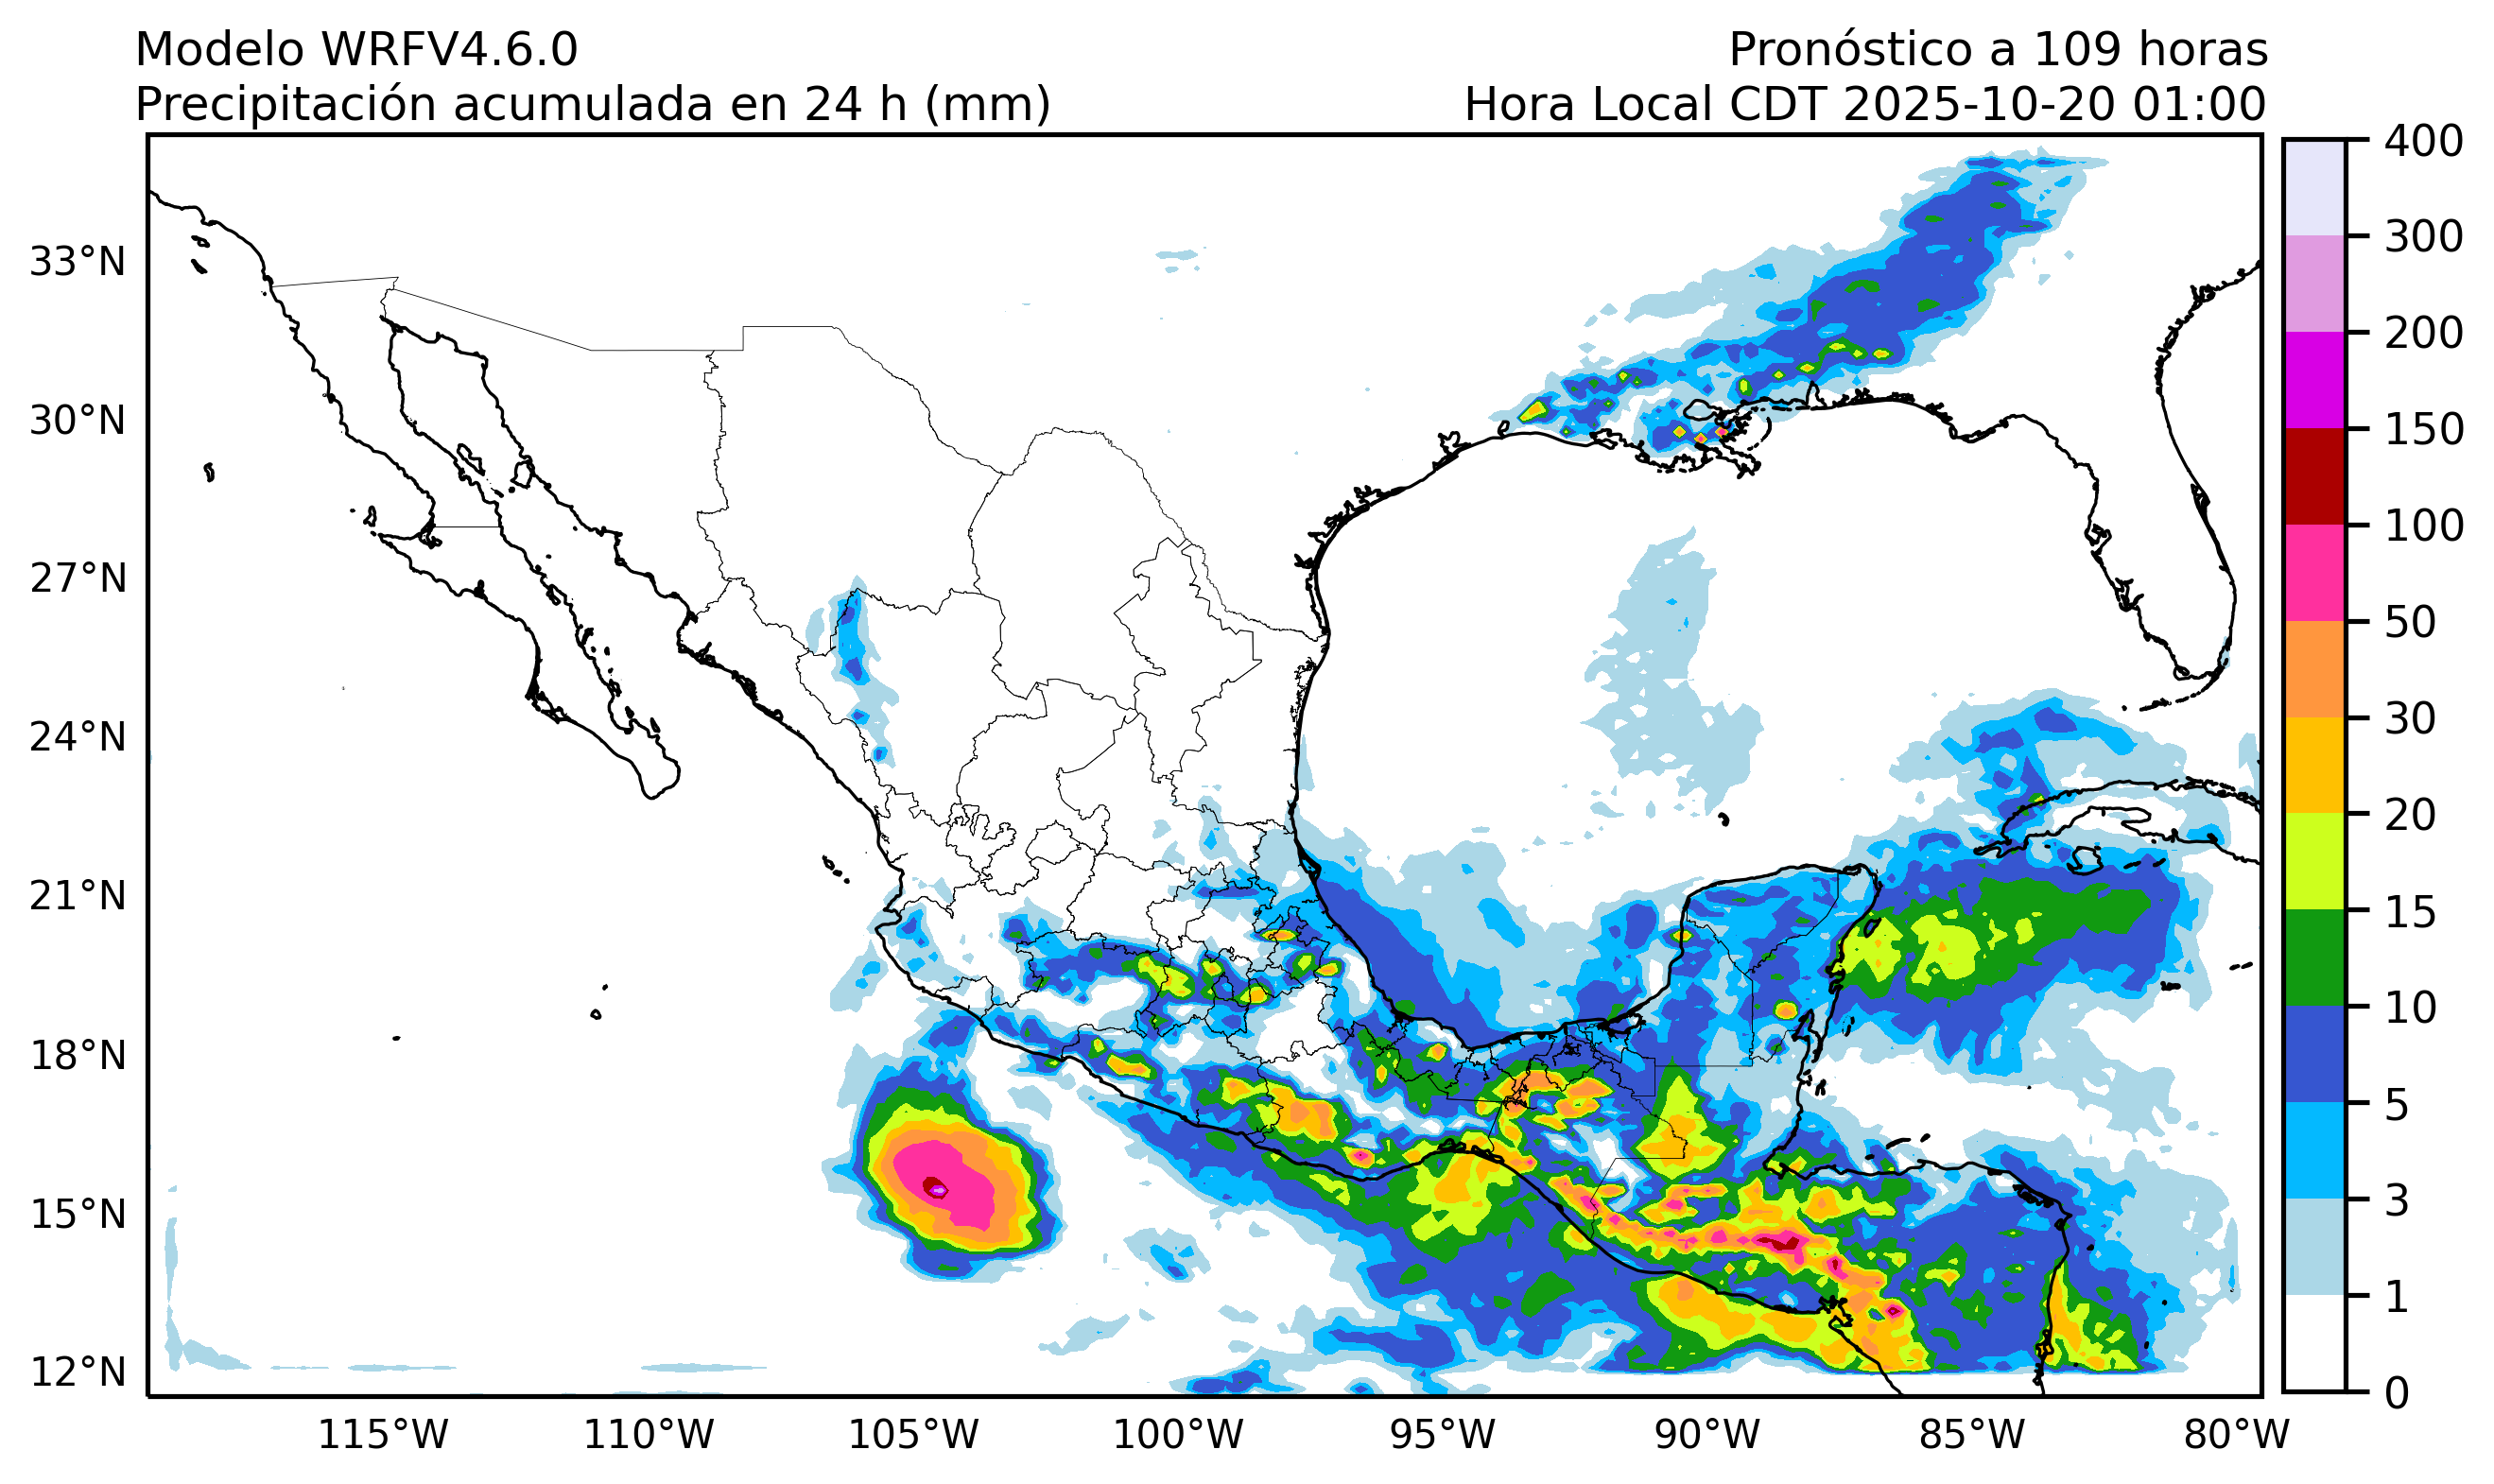 Modelo WRFV4.6.0
Pronóstico a 109 horas
Precipitación acumulada en 24 h (mm)
Hora Local CDT 2025-10-20 01:00
33°N
30°N
27°N
24°N
21°N
18°N
15°N
12°N
115°W
110°W
105°W
100°W
95°W
90°W
85°W
80°W
400
300
200
150
100
50
30
20
15
10
5
3
1
0